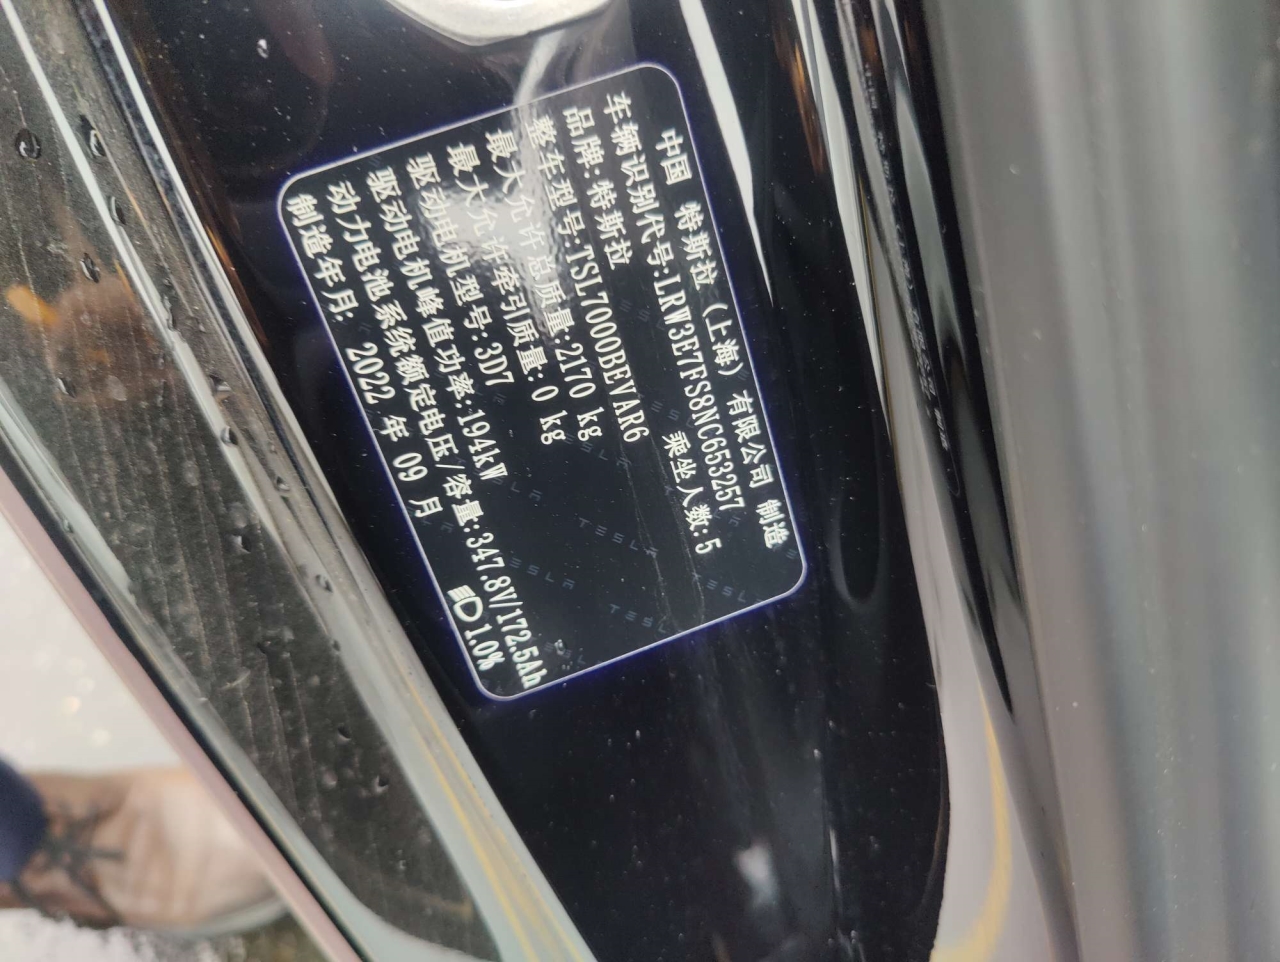 中国 特斯拉（上海）有限公司 制造
车辆识别代号:LRW3E7FS8NC653257
品牌:特斯拉 乘坐人数:5
整车型号:TSL7000BEVAR6
最大允许总质量:2170 kg
最大允许牵引质量: 0 kg
驱动电机型号:3D7
驱动电机峰值功率:194kW
动力电池系统额定电压/容量:347.8V/172.5Ah
制造年月: 2022 年 09 月 1.0%